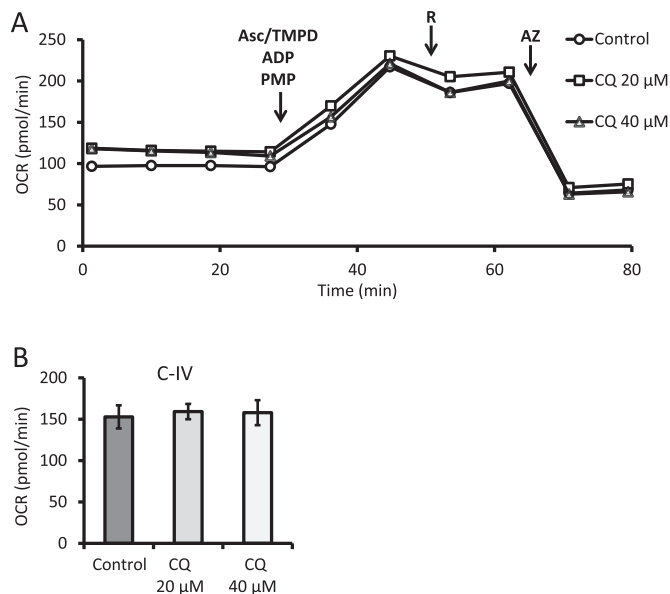 A
Asc/TMPD
ADP
PMP
R
AZ
Control
CQ 20 µM
CQ 40 µM
OCR (pmol/min)
250
200
150
100
50
0
0 20 40 60 80
Time (min)
B
C-IV
OCR (pmol/min)
200
150
100
50
0
Control CQ CQ
20 µM 40 µM